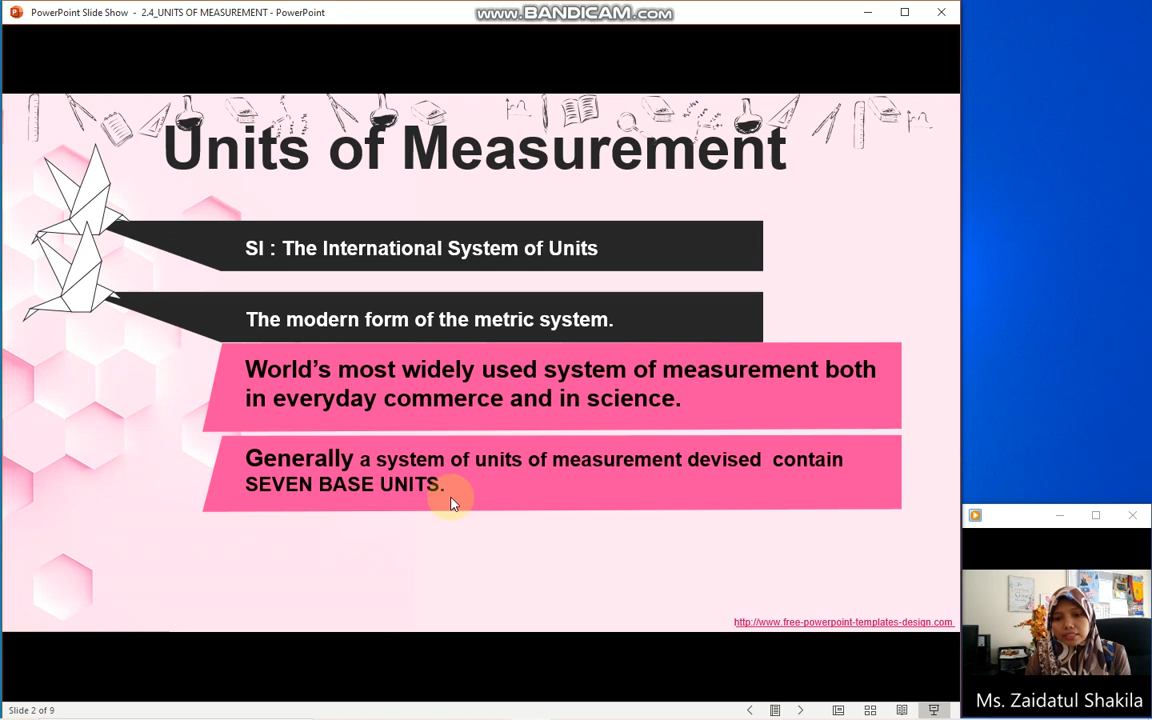 PowerPoint Slide Show - 2.4_UNITS OF MEASUREMENT - PowerPoint
www.BANDICAM.com
Units of Measurement
SI : The International System of Units
The modern form of the metric system.
World’s most widely used system of measurement both
in everyday commerce and in science.
Generally a system of units of measurement devised contain
SEVEN BASE UNITS.
http://www.free-powerpoint-templates-design.com
Ms. Zaidatul Shakila
Slide 2 of 9